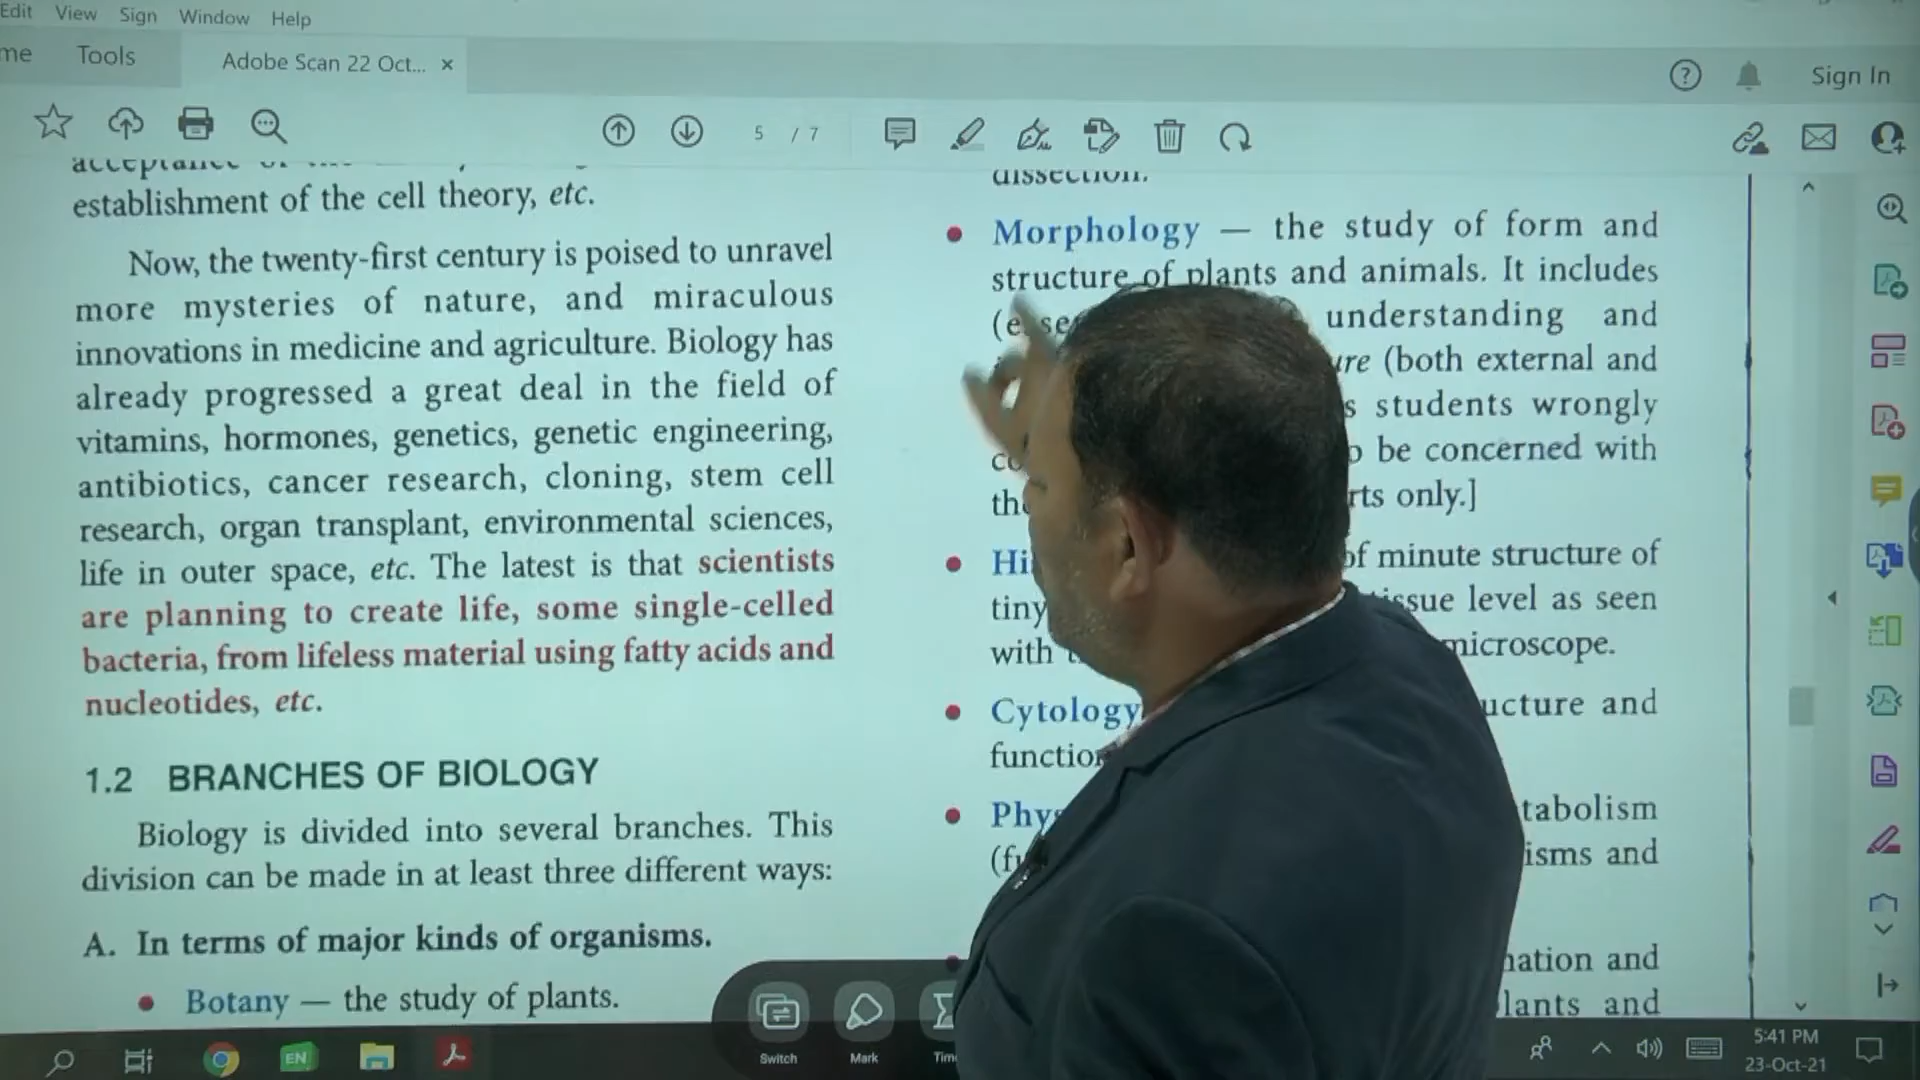 Edit View Sign Window Help
me Tools Adobe Scan 22 Oct... ×
Sign In
5 / 7
establishment of the cell theory, etc.
Now, the twenty-first century is poised to unravel
more mysteries of nature, and miraculous
innovations in medicine and agriculture. Biology has
already progressed a great deal in the field of
vitamins, hormones, genetics, genetic engineering,
antibiotics, cancer research, cloning, stem cell
research, organ transplant, environmental sciences,
life in outer space, etc. The latest is that scientists
are planning to create life, some single-celled
bacteria, from lifeless material using fatty acids and
nucleotides, etc.
1.2 BRANCHES OF BIOLOGY
Biology is divided into several branches. This
division can be made in at least three different ways:
A. In terms of major kinds of organisms.
• Botany — the study of plants.
dissection.
• Morphology — the study of form and
structure of plants and animals. It includes
understanding and
(both external and
students wrongly
be concerned with
only.]
of minute structure of
tiny tissue level as seen
with microscope.
• Cytology
and
and
and
plants and
Switch Mark
EN
5:41 PM
23-Oct-21